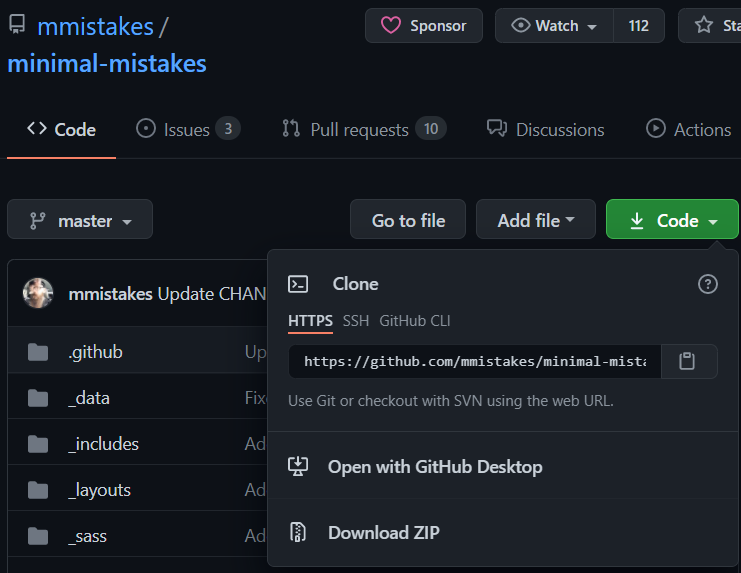 mmistakes /
minimal-mistakes
Sponsor
Watch
112
Code
Issues 3
Pull requests 10
Discussions
Actions
master
Go to file
Add file
Code
mmistakes Update CHAN
Clone
HTTPS SSH GitHub CLI
https://github.com/mmistakes/minimal-mista
Use Git or checkout with SVN using the web URL.
Open with GitHub Desktop
Download ZIP
.github Up
_data Fix
_includes Ad
_layouts Ad
_sass Ad